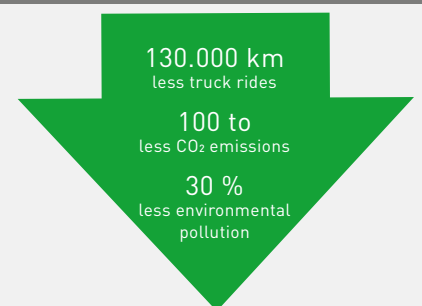 130.000 km
less truck rides
100 to
less CO₂ emissions
30 %
less environmental
pollution